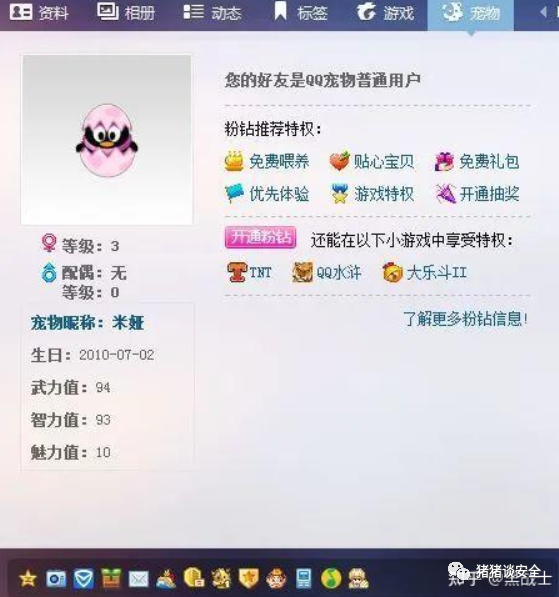 资料 相册 动态 标签 游戏 宠物
您的好友是QQ宠物普通用户
粉钻推荐特权：
免费喂养 贴心宝贝 免费礼包
优先体验 游戏特权 开通抽奖
开通粉钻 还能在以下小游戏中享受特权：
TNT QQ水浒 大乐斗II
了解更多粉钻信息！
等级：3
配偶：无
等级：0
宠物昵称：米娅
生日：2010-07-02
武力值：94
智力值：93
魅力值：10
猪猪谈安全
知乎 @黑战士